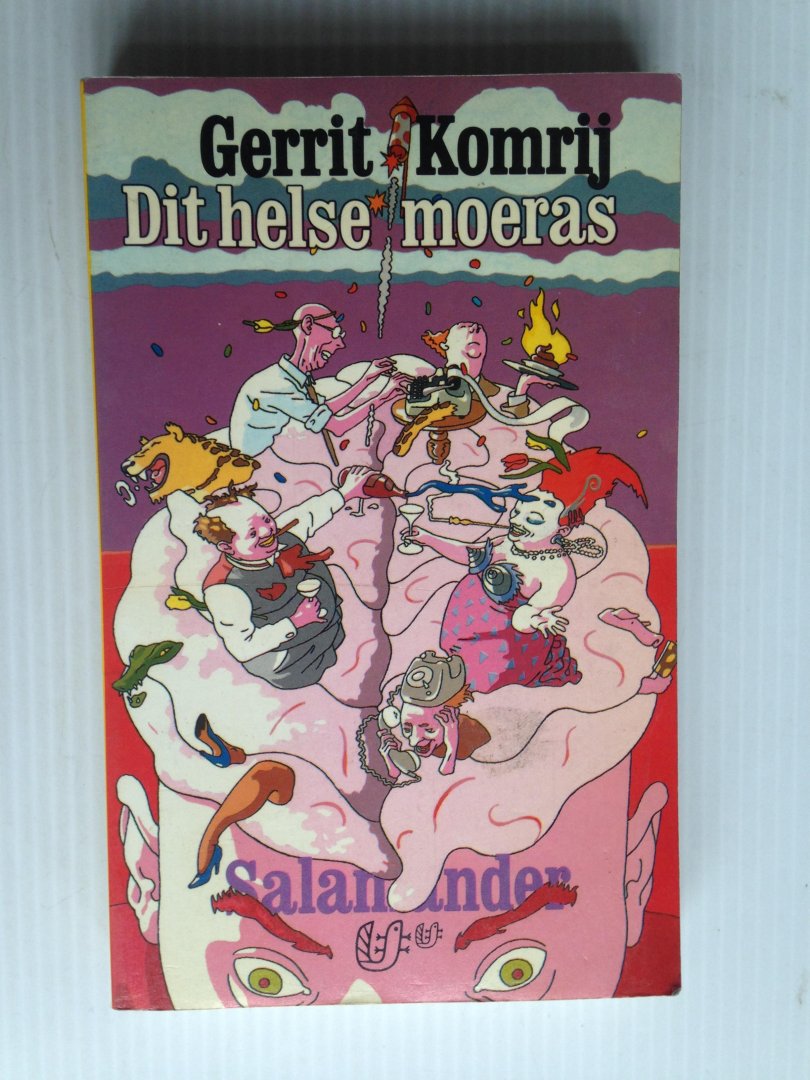 Gerrit Komrij
Dit helse moeras
Salamander